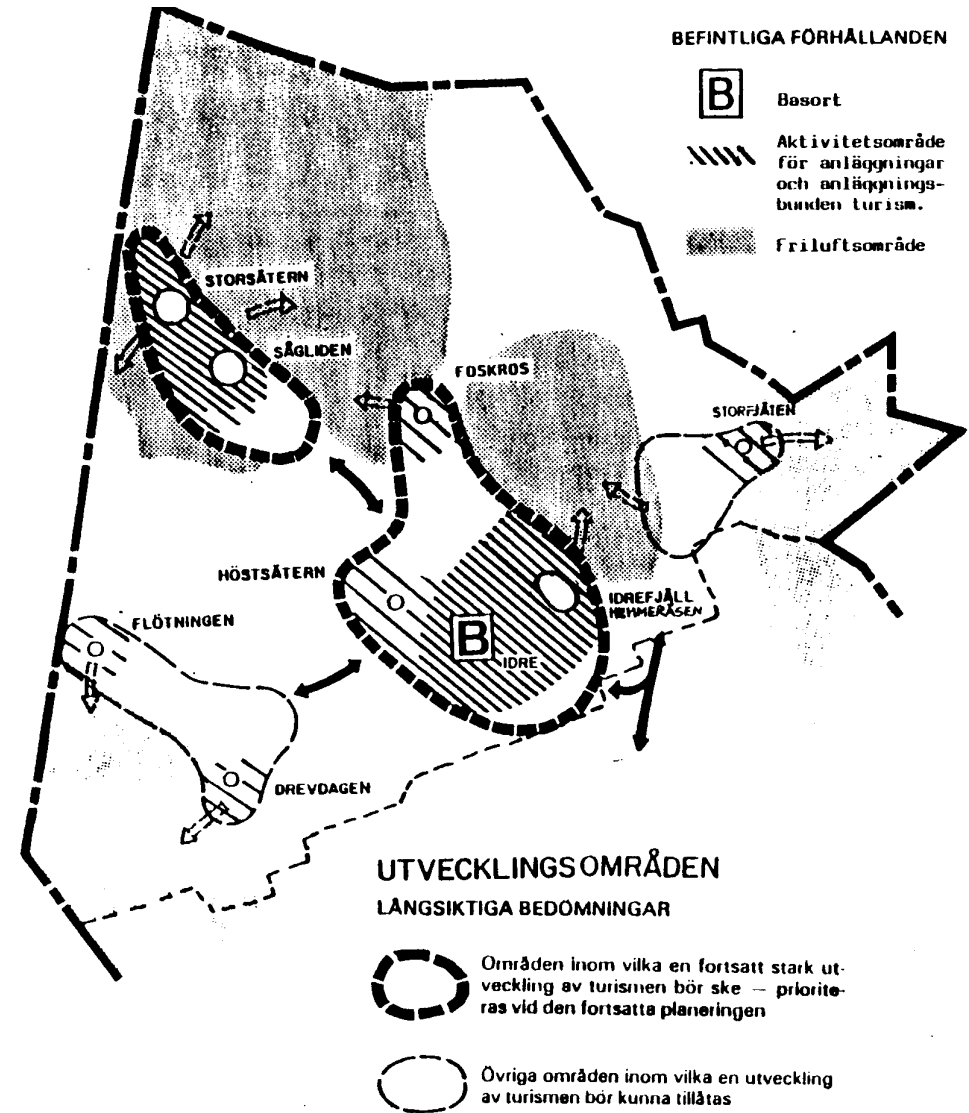 BEFINTLIGA FÖRHÅLLANDEN
B
Basort
Aktivitetsområde
för anläggningar
och anläggnings-
bunden turism.
Friluftsområde
STORSÄTERN
SÅGLIDEN
FOSKROS
STORFJÄTEN
HÖSTSÄTERN
FLÖTNINGEN
IDREFJÄLL
HEMMERÅSEN
B
IDRE
DREVDAGEN
UTVECKLINGSOMRÅDEN
LÅNGSIKTIGA BEDÖMNINGAR
Områden inom vilka en fortsatt stark ut-
veckling av turismen bör ske – priorite-
ras vid den fortsatta planeringen
Övriga områden inom vilka en utveckling
av turismen bör kunna tillåtas